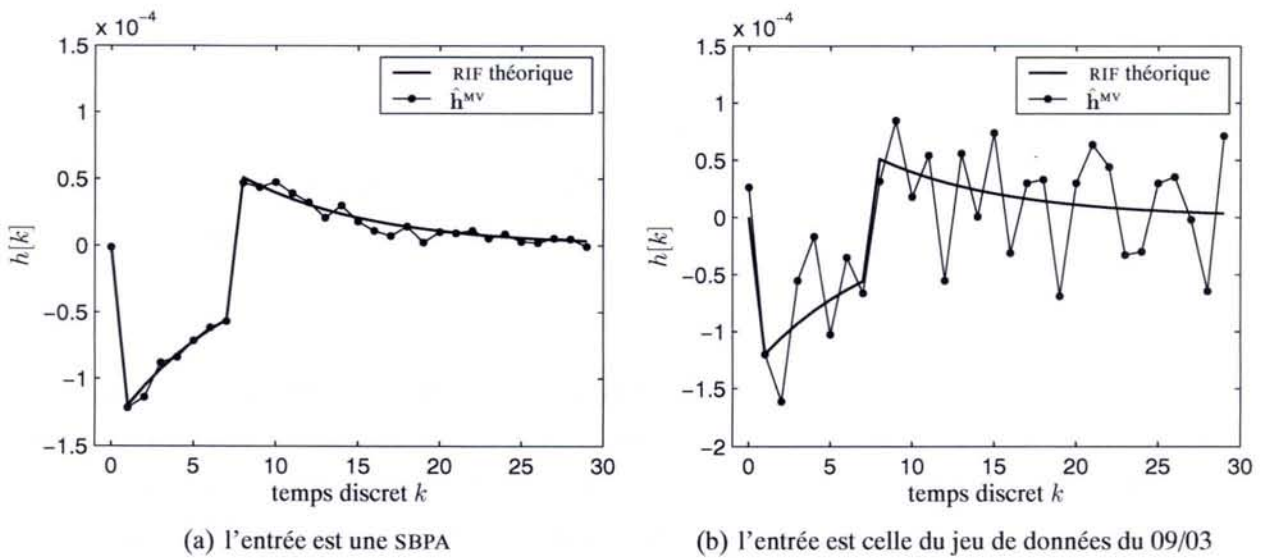 x 10⁻⁴
1.5
1
0.5
0
−0.5
−1
−1.5
h[k]
0 5 10 15 20 25 30
temps discret k
RIF théorique
ĥᴹⱽ
(a) l'entrée est une SBPA
x 10⁻⁴
1.5
1
0.5
0
−0.5
−1
−1.5
−2
h[k]
0 5 10 15 20 25 30
temps discret k
RIF théorique
ĥᴹⱽ
(b) l'entrée est celle du jeu de données du 09/03